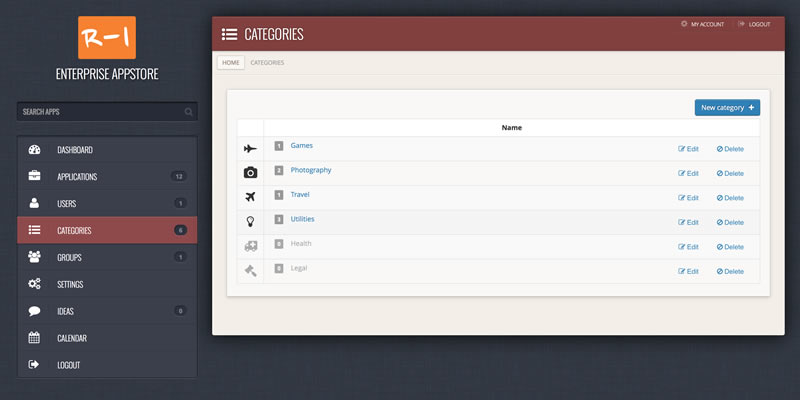 R-1
ENTERPRISE APPSTORE
SEARCH APPS
DASHBOARD
APPLICATIONS 12
USERS 1
CATEGORIES 6
GROUPS 1
SETTINGS
IDEAS 0
CALENDAR
LOGOUT
CATEGORIES
MY ACCOUNT LOGOUT
HOME CATEGORIES
New category +
Name
1 Games Edit Delete
2 Photography Edit Delete
1 Travel Edit Delete
3 Utilities Edit Delete
0 Health Edit Delete
0 Legal Edit Delete